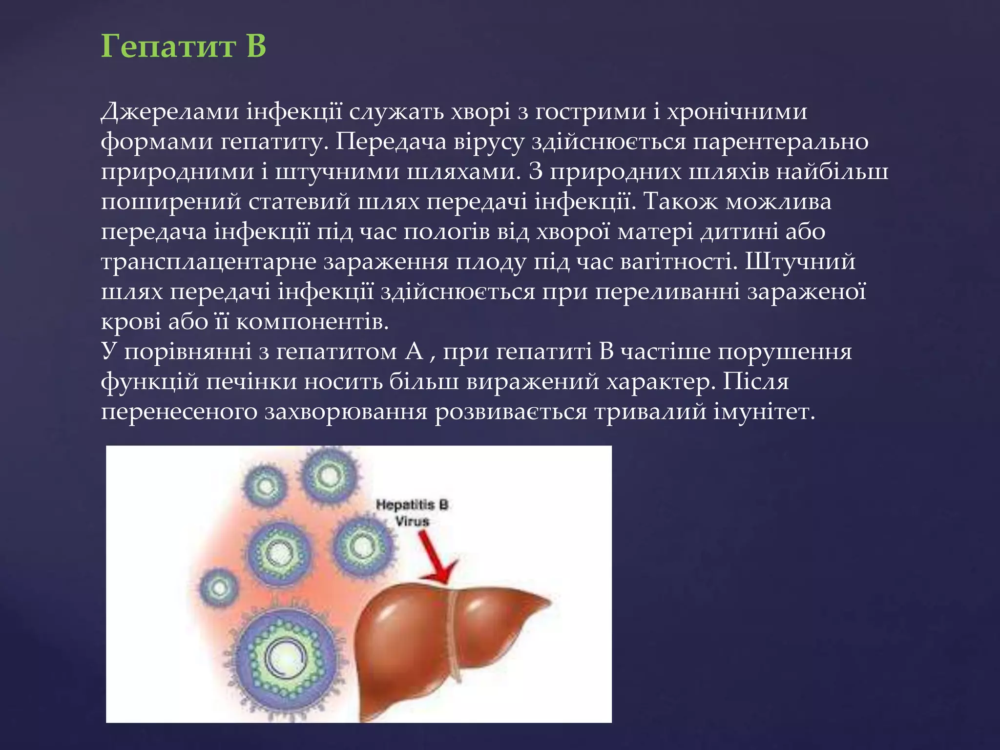 Гепатит В
Джерелами інфекції служать хворі з гострими і хронічними
формами гепатиту. Передача вірусу здійснюється парентерально
природними і штучними шляхами. З природних шляхів найбільш
поширений статевий шлях передачі інфекції. Також можлива
передача інфекції під час пологів від хворої матері дитині або
трансплацентарне зараження плоду під час вагітності. Штучний
шлях передачі інфекції здійснюється при переливанні зараженої
крові або її компонентів.
У порівнянні з гепатитом А , при гепатиті В частіше порушення
функцій печінки носить більш виражений характер. Після
перенесеного захворювання розвивається тривалий імунітет.
Hepatitis B
Virus